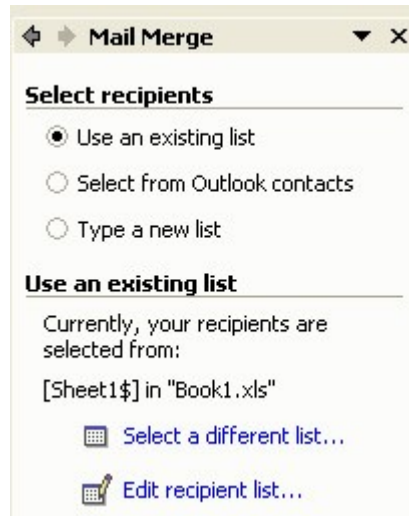 Mail Merge
Select recipients
Use an existing list
Select from Outlook contacts
Type a new list
Use an existing list
Currently, your recipients are
selected from:
[Sheet1$] in "Book1.xls"
Select a different list...
Edit recipient list...